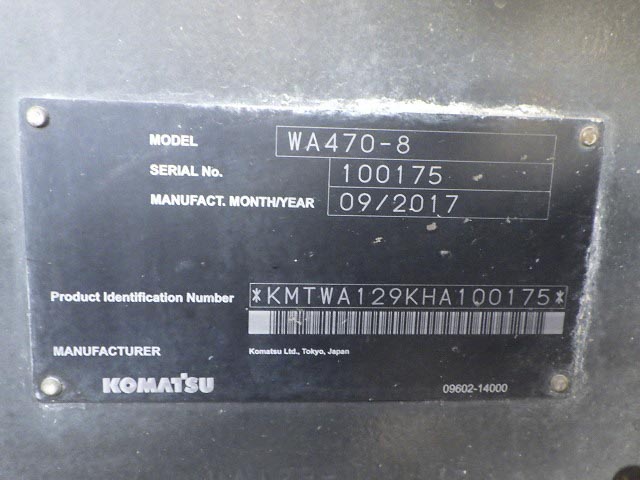 MODEL WA470-8
SERIAL No. 100175
MANUFACT. MONTH/YEAR 09/2017
Product Identification Number *KMTWA129KHA100175*
MANUFACTURER Komatsu Ltd., Tokyo, Japan
KOMATSU 09602-14000